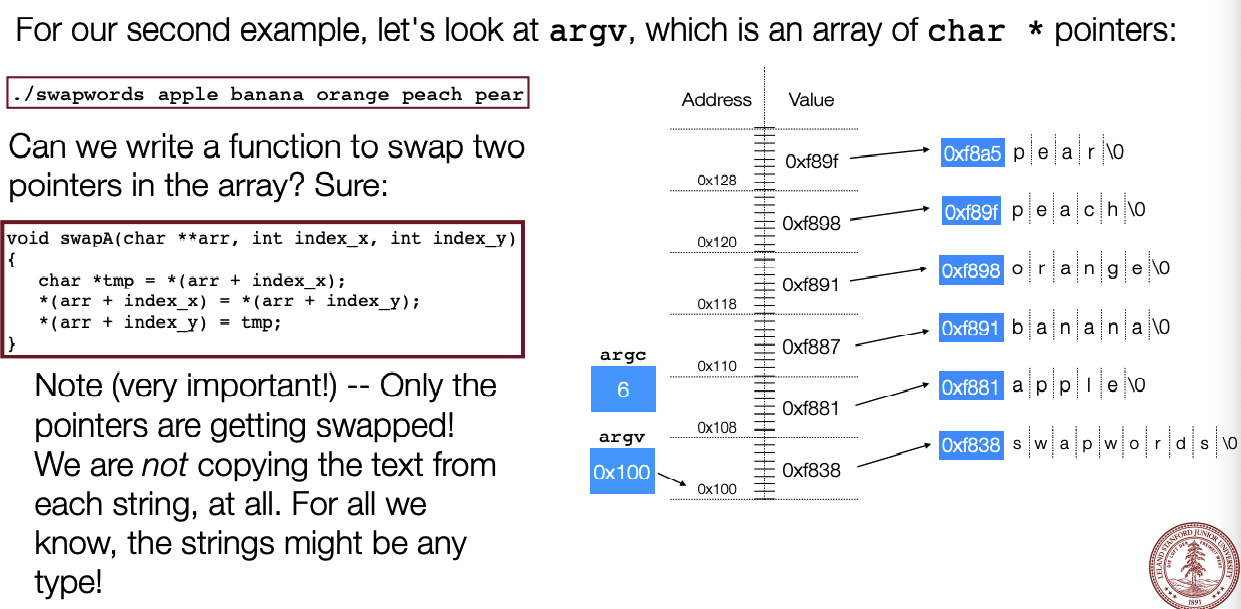 For our second example, let's look at argv, which is an array of char * pointers:
./swapwords apple banana orange peach pear
Can we write a function to swap two
pointers in the array? Sure:
void swapA(char **arr, int index_x, int index_y)
{
    char *tmp = *(arr + index_x);
    *(arr + index_x) = *(arr + index_y);
    *(arr + index_y) = tmp;
}
Note (very important!) -- Only the
pointers are getting swapped!
We are not copying the text from
each string, at all. For all we
know, the strings might be any
type!
argc
6
argv
0x100
Address Value
0xf89f
0x128
0xf898
0x120
0xf891
0x118
0xf887
0x110
0xf881
0x108
0xf838
0x100
0xf8a5 p e a r \0
0xf89f p e a c h \0
0xf898 o r a n g e \0
0xf891 b a n a n a \0
0xf881 a p p l e \0
0xf838 s w a p w o r d s \0
LELAND STANFORD JUNIOR UNIVERSITY
1891